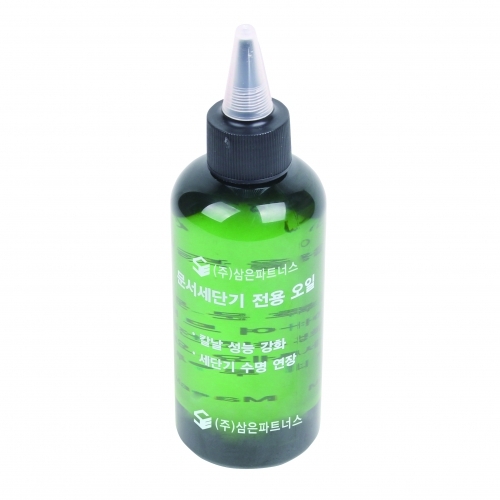 (주)삼은파트너스
문서세단기 전용 오일
· 칼날 성능 강화
· 세단기 수명 연장
(주)삼은파트너스